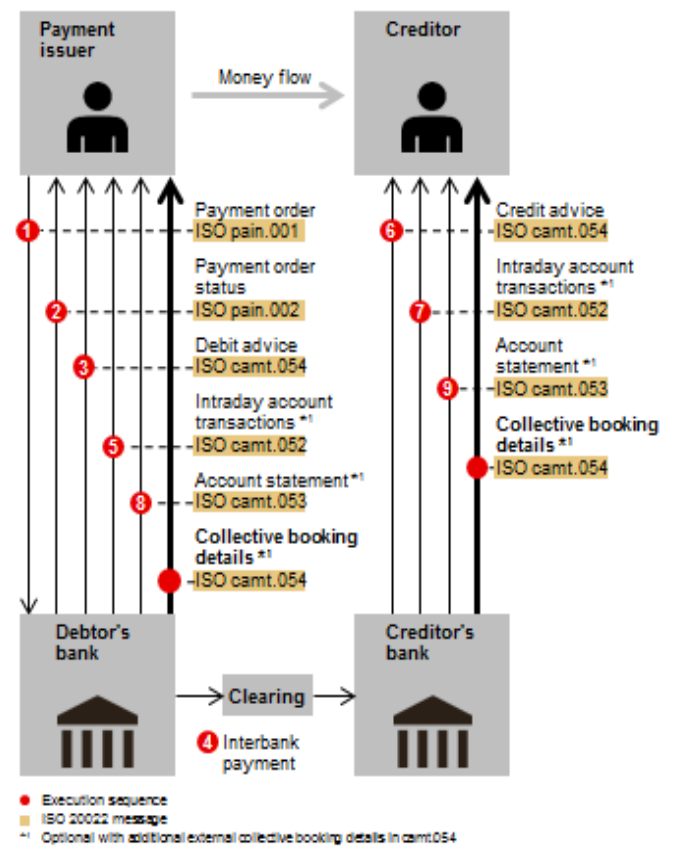 Payment
issuer
Creditor
Money flow
1
Payment order
ISO pain.001
Payment order
status
2
ISO pain.002
Debit advice
3
ISO camt.054
Intraday account
transactions *1
5
ISO camt.052
Account statement*1
8
ISO camt.053
Collective booking
details *1
ISO camt.054
Credit advice
6
ISO camt.054
Intraday account
transactions *1
7
ISO camt.052
Account
statement *1
9
ISO camt.053
Collective booking
details *1
ISO camt.054
Debtor's
bank
Clearing
Creditor's
bank
4 Interbank
payment
Execution sequence
ISO 20022 message
*1 Optional with additional external collective booking details in camt.054